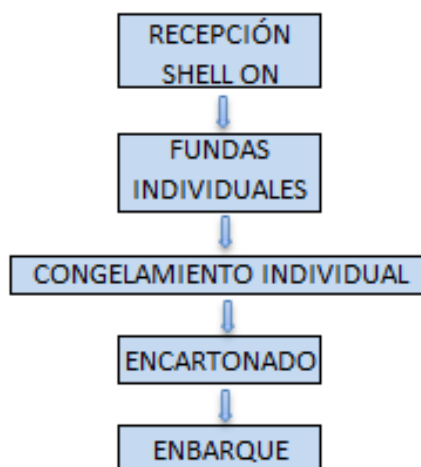 RECEPCIÓN
SHELL ON
FUNDAS
INDIVIDUALES
CONGELAMIENTO INDIVIDUAL
ENCARTONADO
ENBARQUE